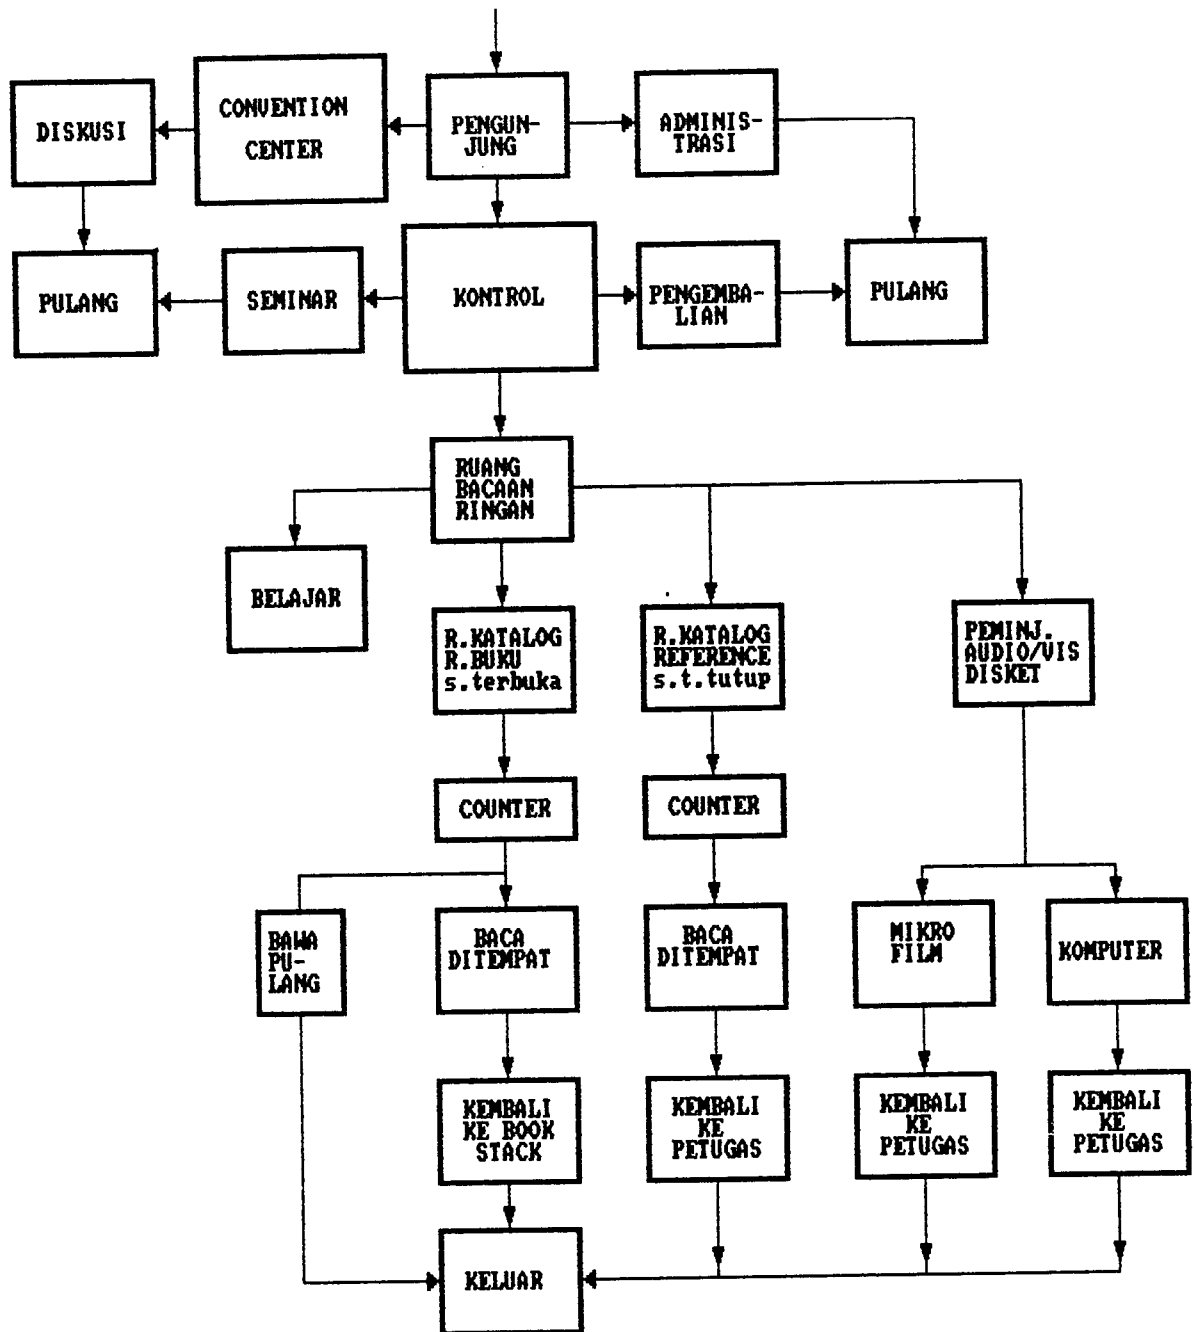 DISKUSI
CONVENTION
CENTER
PENGUN-
JUNG
ADMINIS-
TRASI
PULANG
SEMINAR
KONTROL
PENGEMBA-
LIAN
PULANG
RUANG
BACAAN
RINGAN
BELAJAR
R.KATALOG
R.BUKU
s.terbuka
R.KATALOG
REFERENCE
s.t.tutup
PEMINJ.
AUDIO/VIS
DISKET
COUNTER
COUNTER
BAWA
PU-
LANG
BACA
DITEMPAT
BACA
DITEMPAT
MIKRO
FILM
KOMPUTER
KEMBALI
KE BOOK
STACK
KEMBALI
KE
PETUGAS
KEMBALI
KE
PETUGAS
KEMBALI
KE
PETUGAS
KELUAR